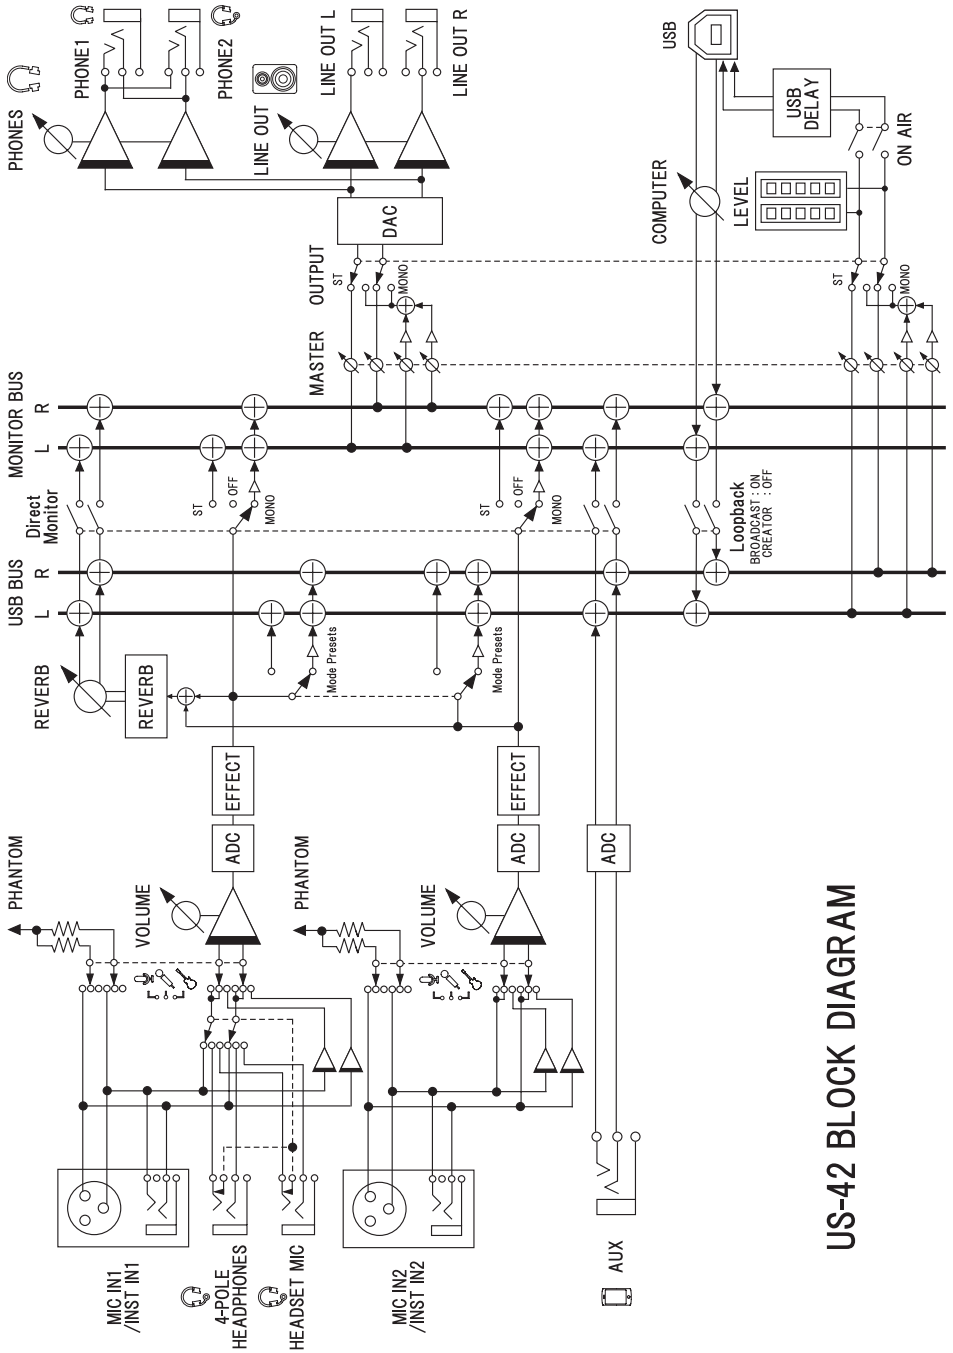 MIC IN1
/INST IN1
4-POLE
HEADPHONES
HEADSET MIC
MIC IN2
/INST IN2
AUX
PHANTOM
VOLUME
ADC
EFFECT
PHANTOM
VOLUME
ADC
EFFECT
ADC
REVERB
REVERB
Mode Presets
Mode Presets
USB BUS
L
R
Direct
Monitor
ST
OFF
MONO
ST
OFF
MONO
Loopback
BROADCAST : ON
CREATOR : OFF
MONITOR BUS
L
R
MASTER
OUTPUT
ST
MONO
ST
MONO
DAC
PHONES
PHONE1
PHONE2
LINE OUT
LINE OUT L
LINE OUT R
COMPUTER
LEVEL
ON AIR
USB
DELAY
USB
US-42 BLOCK DIAGRAM